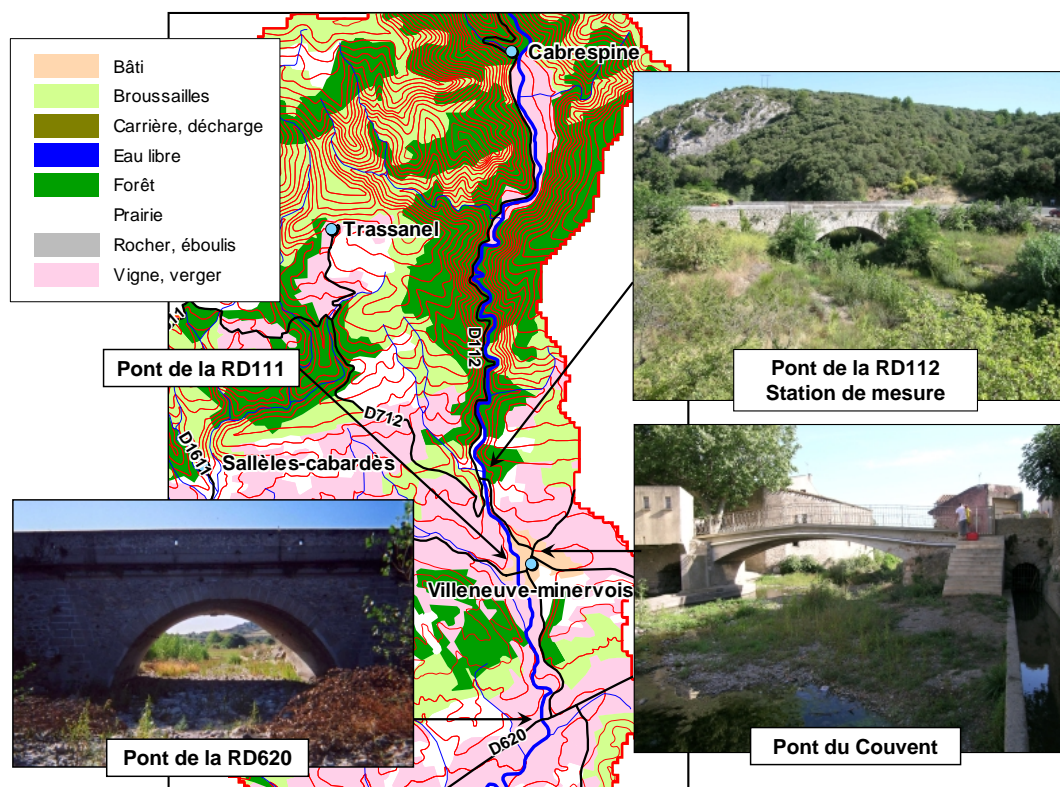 Bâti
Broussailles
Carrière, décharge
Eau libre
Forêt
Prairie
Rocher, éboulis
Vigne, verger
Cabrespine
Trassanel
Pont de la RD111
D112
D712
D1611
Sallèles-cabardès
Villeneuve-minervois
D620
Pont de la RD112
Station de mesure
Pont de la RD620
Pont du Couvent